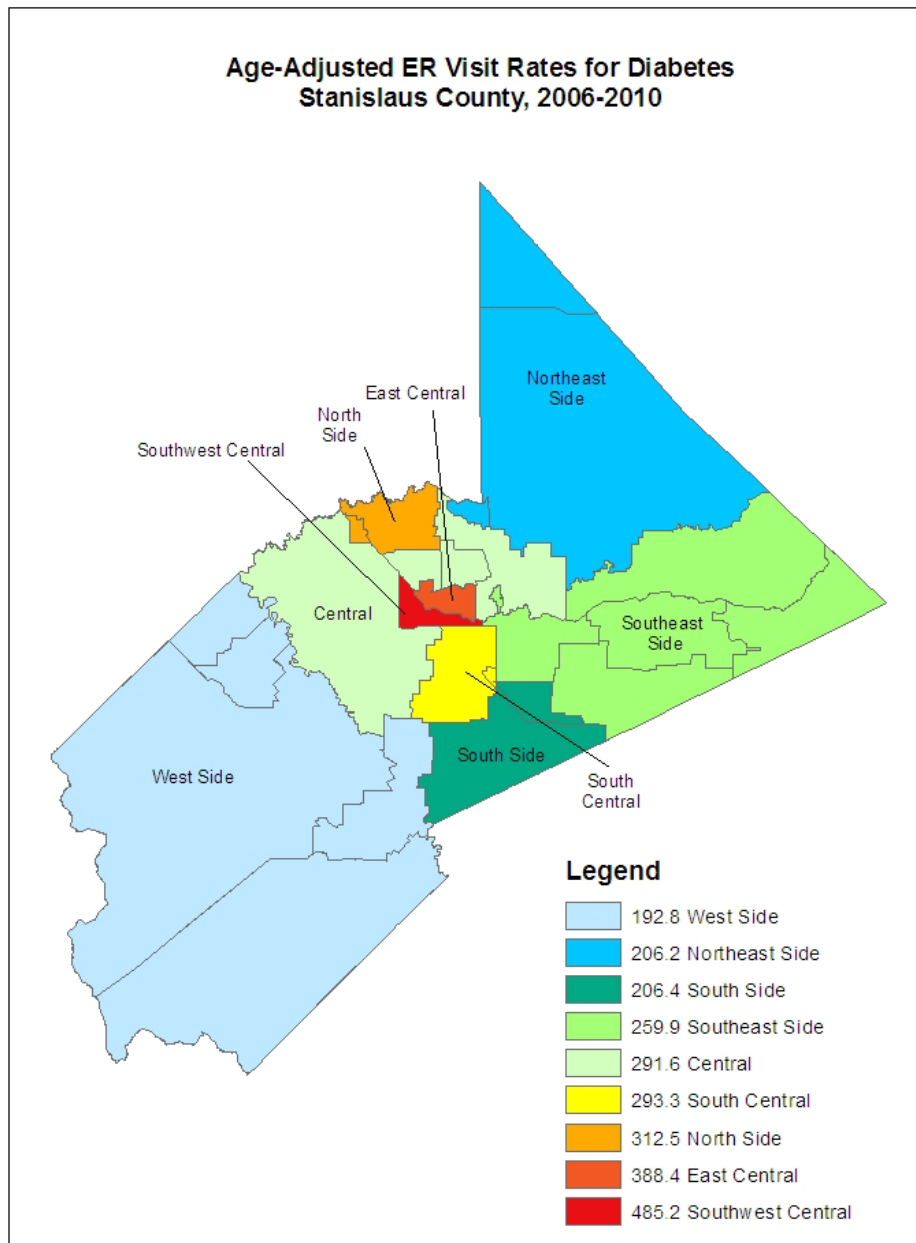 Age-Adjusted ER Visit Rates for Diabetes
Stanislaus County, 2006-2010
Northeast
Side
East Central
North
Side
Southwest Central
Central
Southeast
Side
West Side
South Side
South
Central
Legend
192.8 West Side
206.2 Northeast Side
206.4 South Side
259.9 Southeast Side
291.6 Central
293.3 South Central
312.5 North Side
388.4 East Central
485.2 Southwest Central